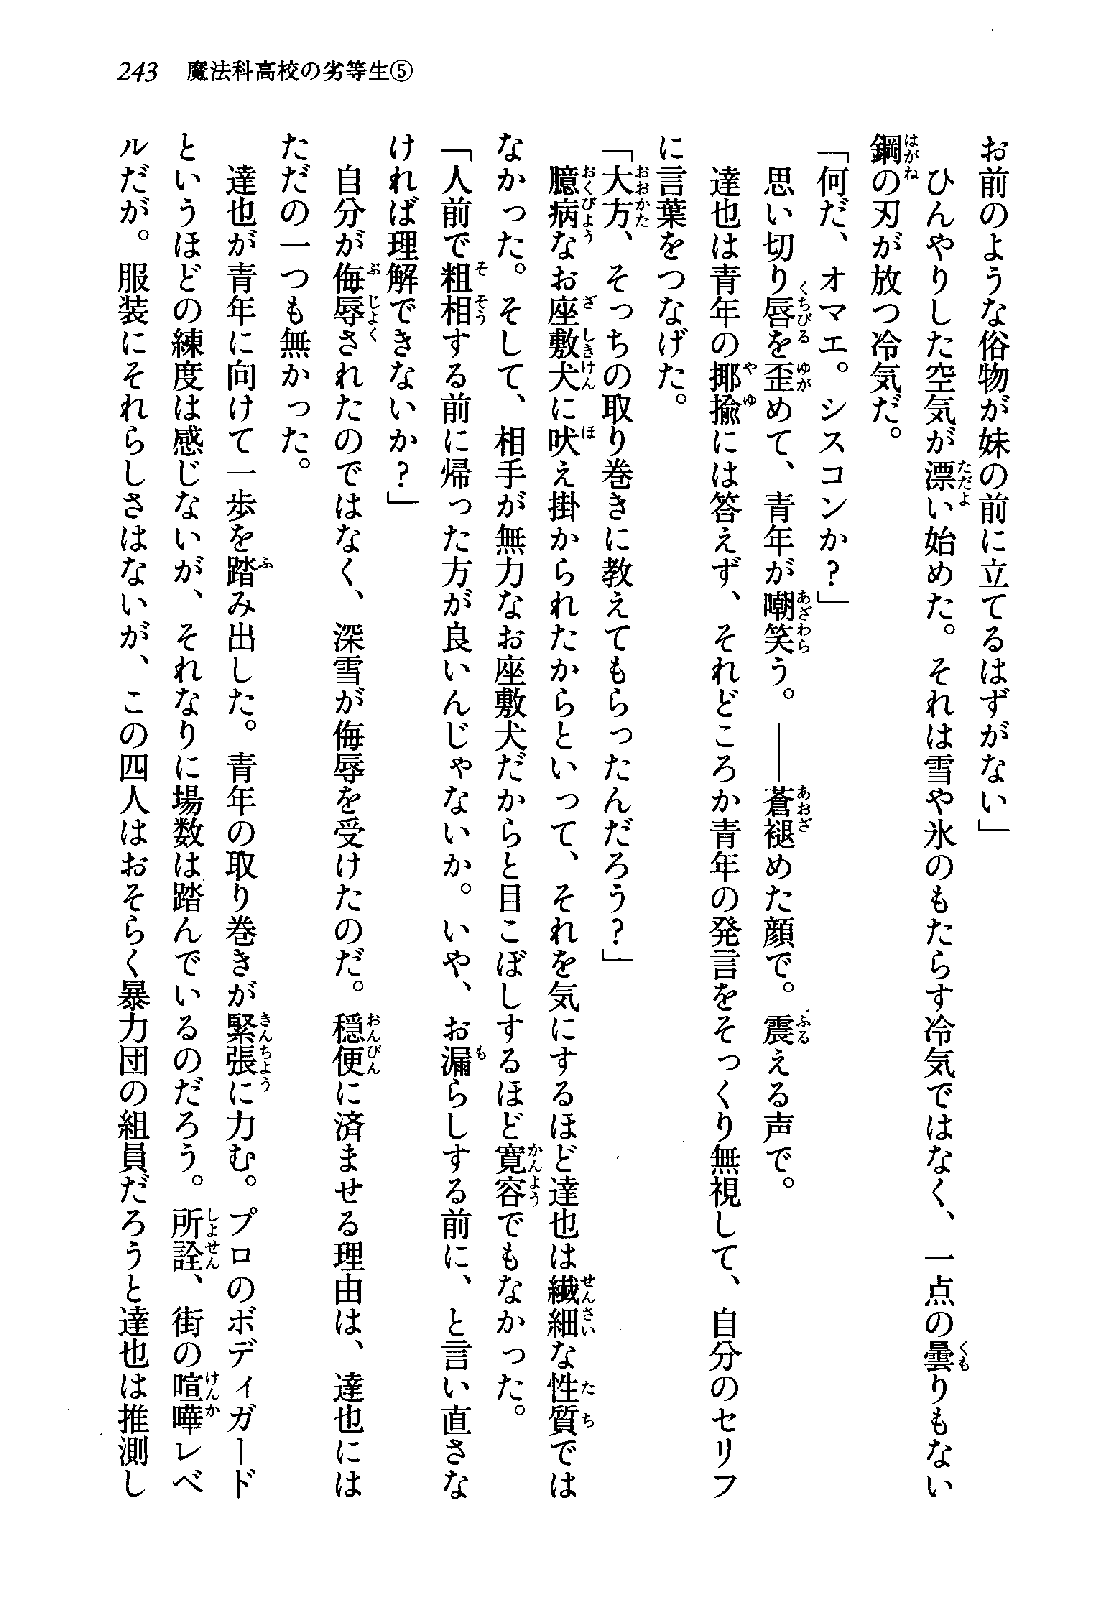 243 魔法科高校の劣等生⑤
お前のような俗物が妹の前に立てるはずがない」
　ひんやりした空気が漂い始めた。それは雪や氷のもたらす冷気ではなく、一点の曇りもない
鋼の刃が放つ冷気だ。
「何だ、オマエ。シスコンか？」
　思い切り唇を歪めて、青年が嘲笑う。――蒼褪めた顔で。震える声で。
　達也は青年の揶揄には答えず、それどころか青年の発言をそっくり無視して、自分のセリフ
に言葉をつなげた。
「大方、そっちの取り巻きに教えてもらったんだろう？」
　臆病なお座敷犬に吠え掛かられたからといって、それを気にするほど達也は繊細な性質では
なかった。そして、相手が無力なお座敷犬だからと目こぼしするほど寛容でもなかった。
「人前で粗相する前に帰った方が良いんじゃないか。いや、お漏らしする前に、と言い直さな
ければ理解できないか？」
　自分が侮辱されたのではなく、深雪が侮辱を受けたのだ。穏便に済ませる理由は、達也には
ただの一つも無かった。
　達也が青年に向けて一歩を踏み出した。青年の取り巻きが緊張に力む。プロのボディガード
というほどの練度は感じないが、それなりに場数は踏んでいるのだろう。所詮、街の喧嘩レベ
ルだが。服装にそれらしさはないが、この四人はおそらく暴力団の組員だろうと達也は推測し